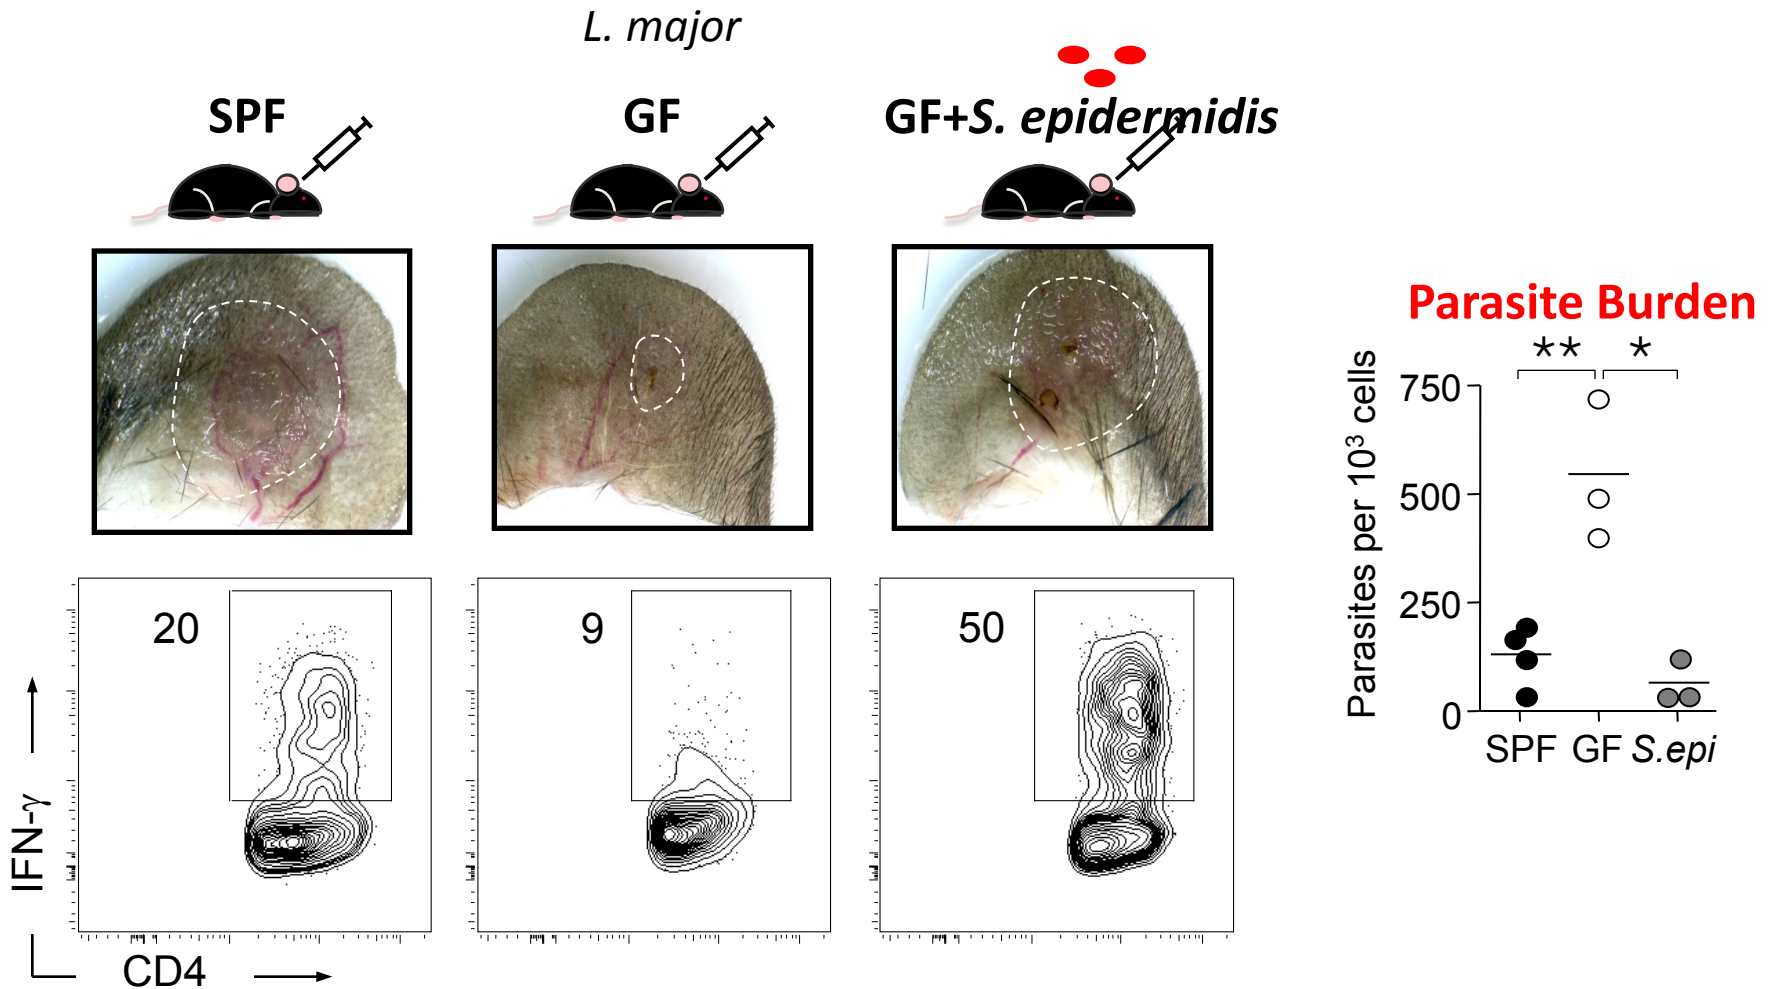 L. major
SPF
GF
GF+S. epidermidis
20
9
50
IFN-γ
CD4
Parasite Burden
** *
Parasites per 10³ cells
750
500
250
0
SPF GF S.epi